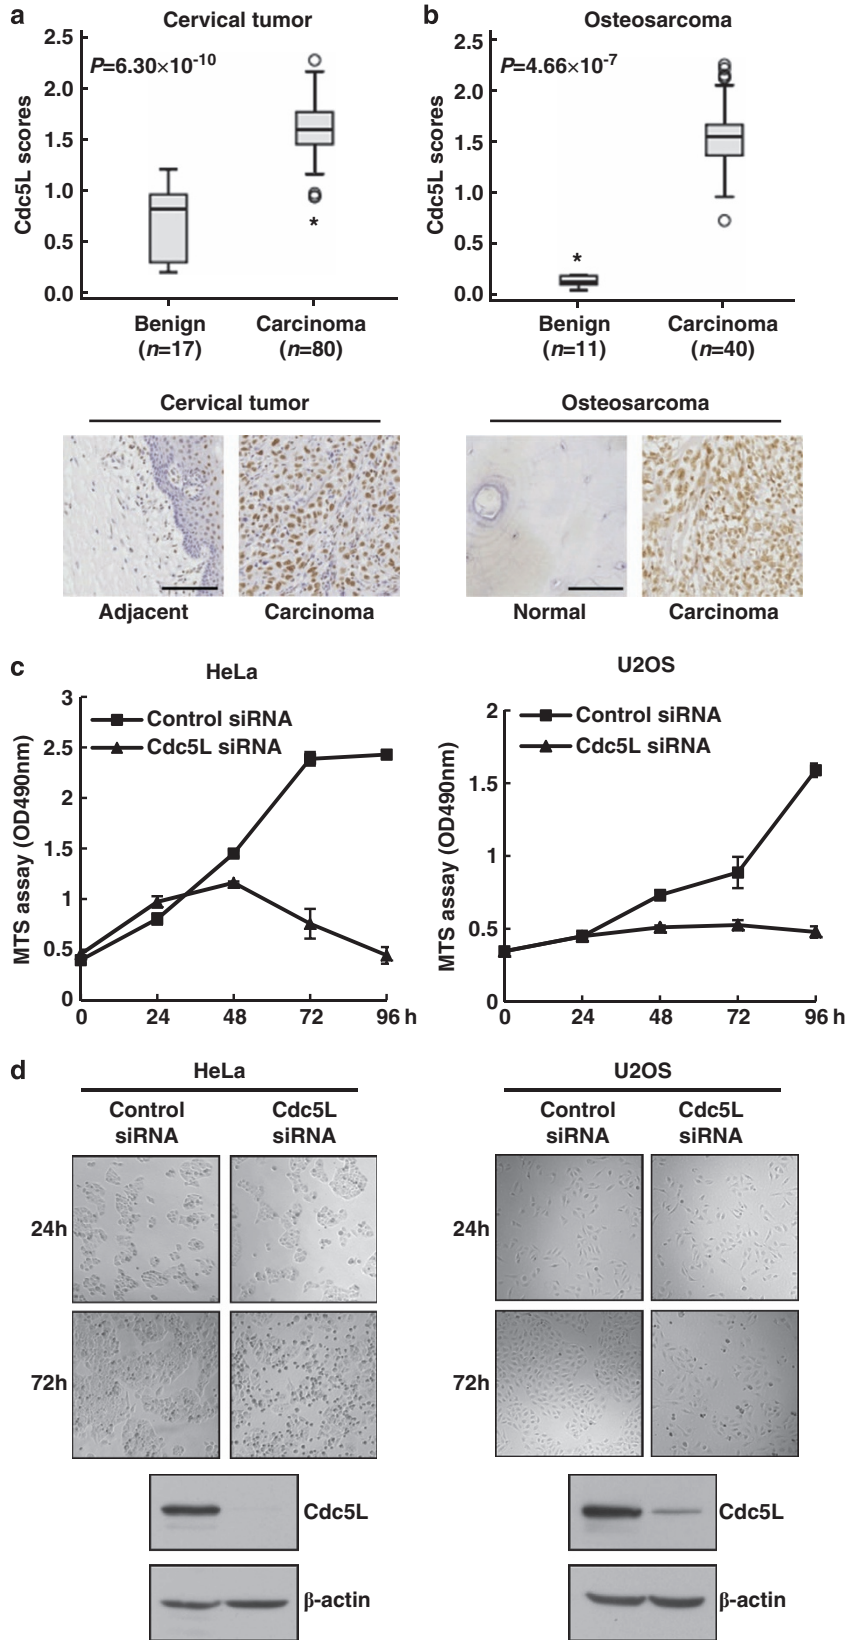 a
Cervical tumor
Cdc5L scores
2.5
2.0
1.5
1.0
0.5
0.0
P=6.30×10-10
*
Benign
(n=17)
Carcinoma
(n=80)
b
Osteosarcoma
Cdc5L scores
2.5
2.0
1.5
1.0
0.5
0.0
P=4.66×10-7
*
Benign
(n=11)
Carcinoma
(n=40)
Cervical tumor
Adjacent
Carcinoma
Osteosarcoma
Normal
Carcinoma
c
HeLa
MTS assay (OD490nm)
3
2.5
2
1.5
1
0.5
0
Control siRNA
Cdc5L siRNA
0 24 48 72 96 h
U2OS
MTS assay (OD490nm)
2
1.5
1
0.5
0
Control siRNA
Cdc5L siRNA
0 24 48 72 96 h
d
HeLa
Control
siRNA
Cdc5L
siRNA
24h
72h
Cdc5L
β-actin
U2OS
Control
siRNA
Cdc5L
siRNA
24h
72h
Cdc5L
β-actin